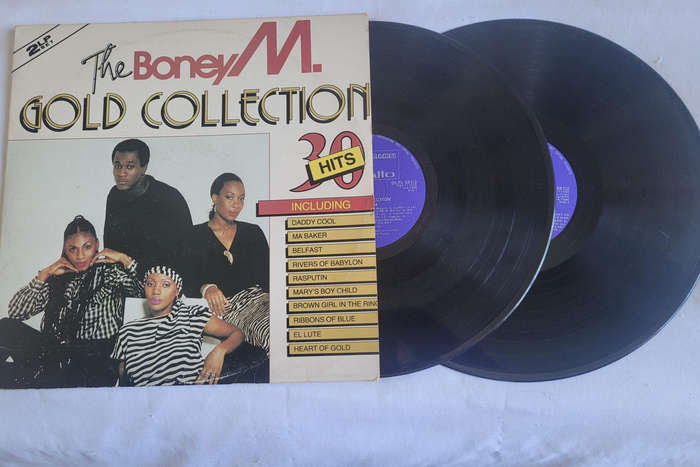 2LP
SET
The Boney M.
GOLD COLLECTION
30
HITS
INCLUDING
DADDY COOL
MA BAKER
BELFAST
RIVERS OF BABYLON
RASPUTIN
MARY'S BOY CHILD
BROWN GIRL IN THE RING
RIBBONS OF BLUE
EL LUTE
HEART OF GOLD